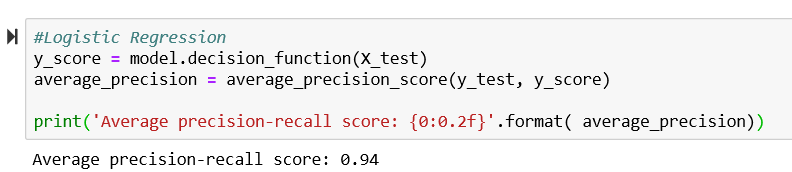 #Logistic Regression
y_score = model.decision_function(X_test)
average_precision = average_precision_score(y_test, y_score)
print('Average precision-recall score: {0:0.2f}'.format( average_precision))
Average precision-recall score: 0.94